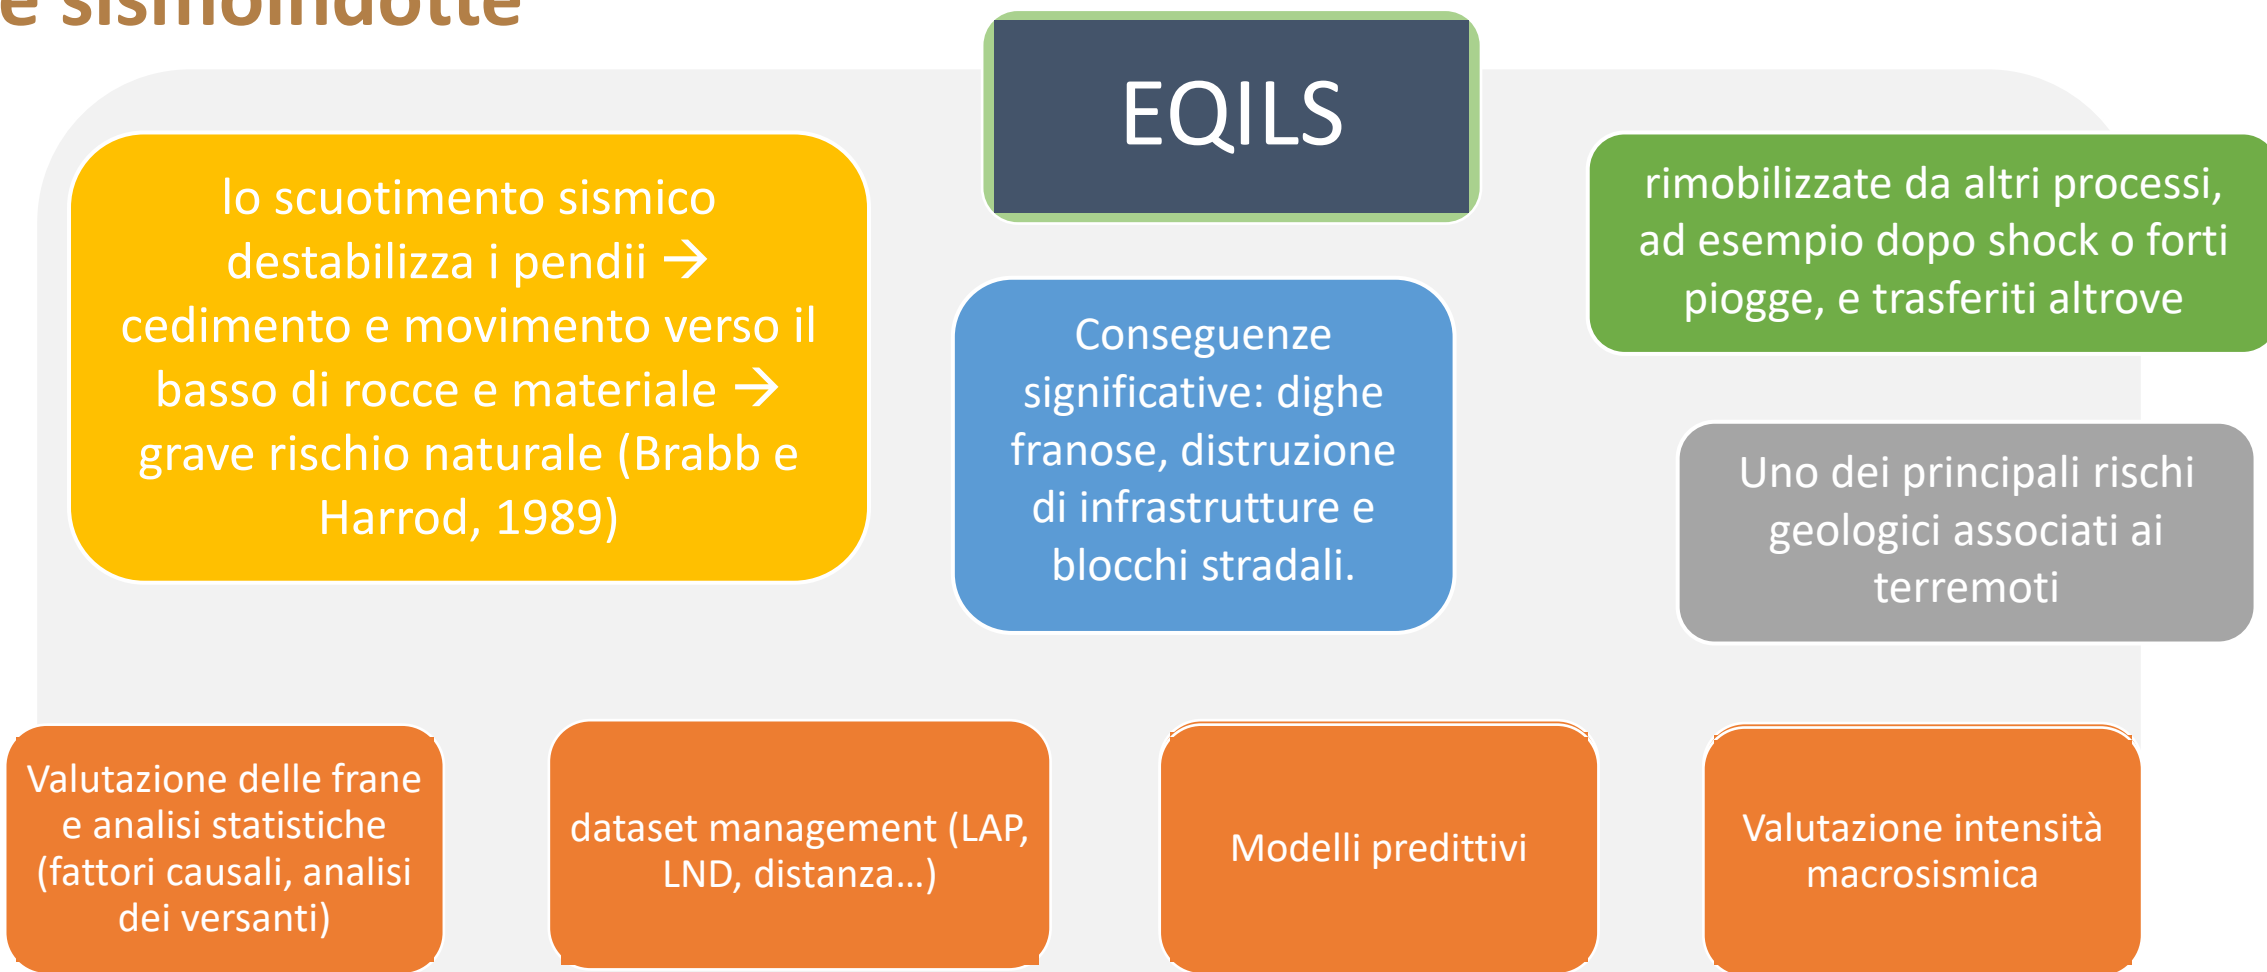 e sismoindotte
EQILS
lo scuotimento sismico
destabilizza i pendii →
cedimento e movimento verso il
basso di rocce e materiale →
grave rischio naturale (Brabb e
Harrod, 1989)
Conseguenze
significative: dighe
franose, distruzione
di infrastrutture e
blocchi stradali.
rimobilizzate da altri processi,
ad esempio dopo shock o forti
piogge, e trasferiti altrove
Uno dei principali rischi
geologici associati ai
terremoti
Valutazione delle frane
e analisi statistiche
(fattori causali, analisi
dei versanti)
dataset management (LAP,
LND, distanza…)
Modelli predittivi
Valutazione intensità
macrosismica